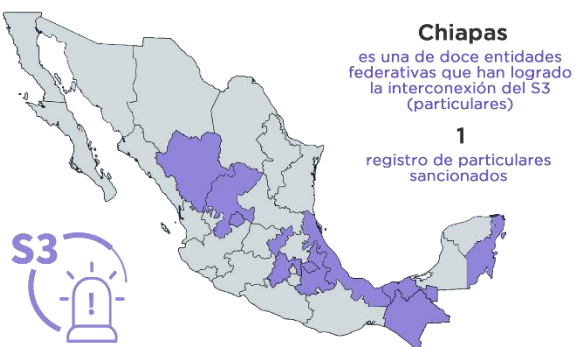 Chiapas
es una de doce entidades
federativas que han logrado
la interconexión del S3
(particulares)
1
registro de particulares
sancionados
S3